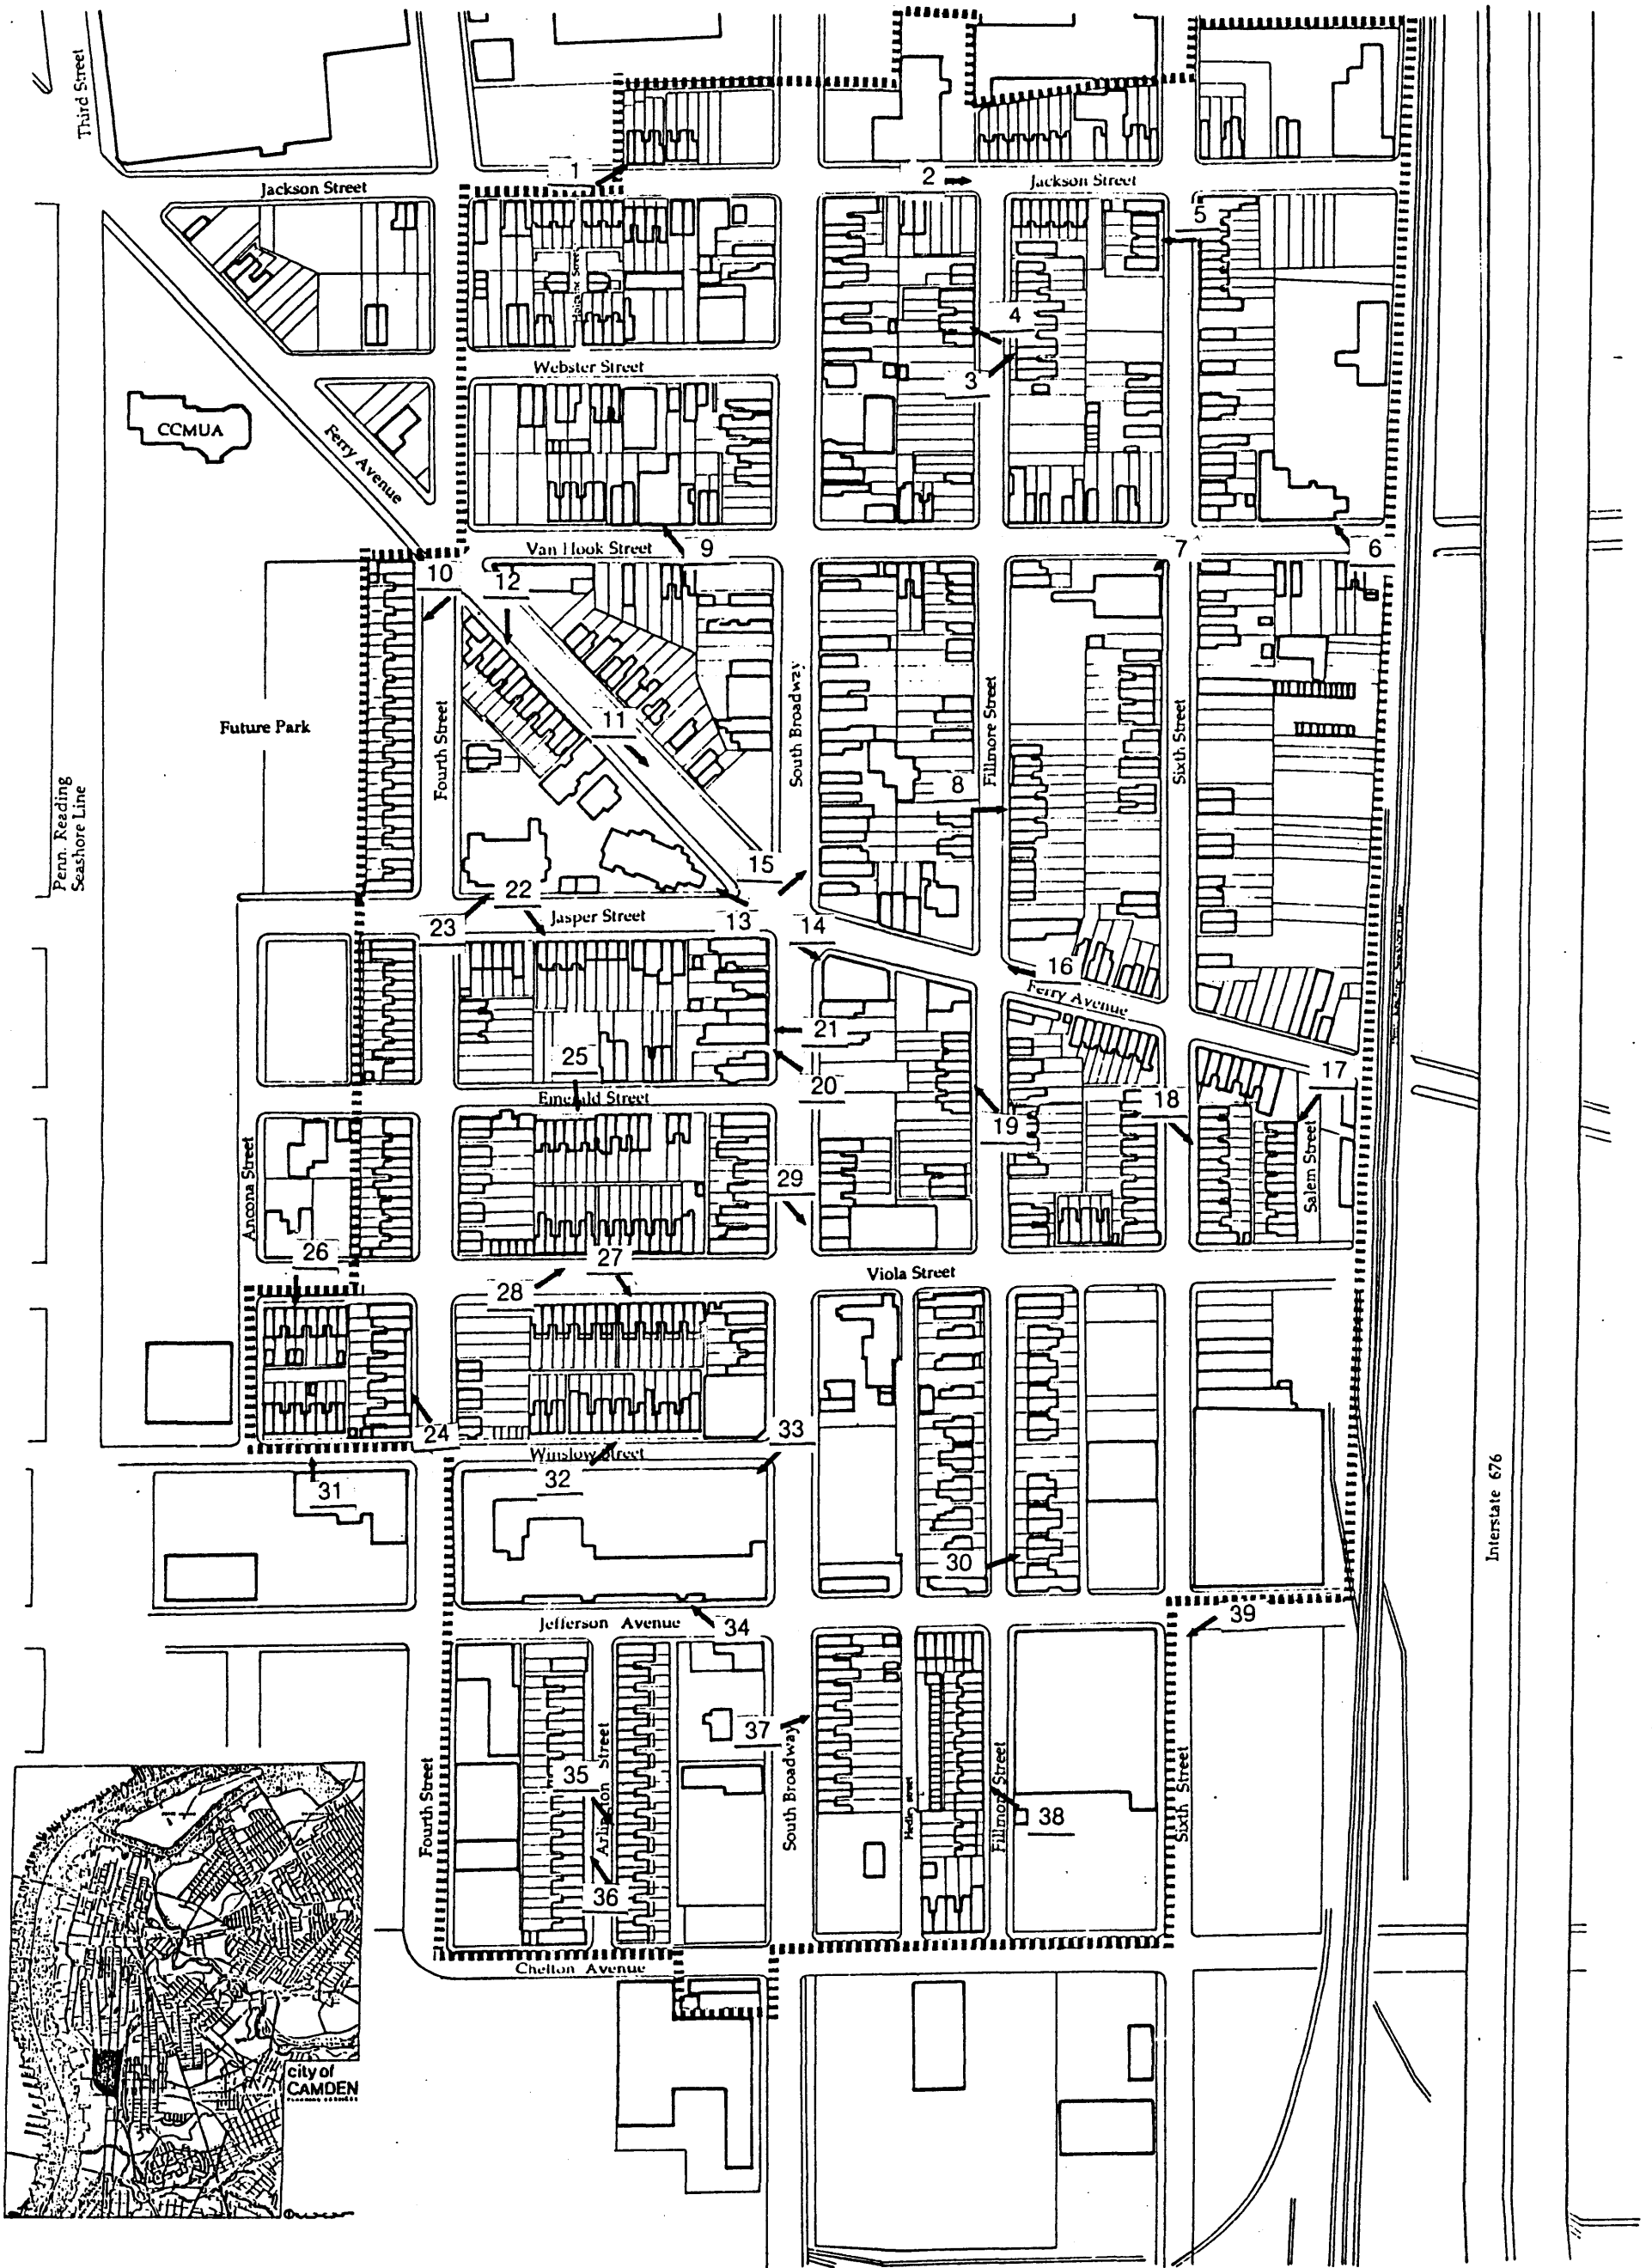 Third Street
1
2
Jackson Street
Jackson Street
5
4
3
Webster Street
CCMUA
Ferry Avenue
Van Hook Street
9
7
6
10
12
Future Park
Fourth Street
11
South Broadway
8
Fillmore Street
Sixth Street
Penn. Reading
Seashore Line
15
22
23
Jasper Street
13
14
16
Ferry Avenue
21
25
20
17
Emerald Street
19
18
Ancona Street
29
Salem Street
26
27
28
Viola Street
24
33
Winslow Street
32
31
Interstate 676
30
Jefferson Avenue
34
39
37
Fourth Street
35
Arlington Street
South Broadway
Fillmore Street
38
Sixth Street
36
Chelton Avenue
city of
CAMDEN